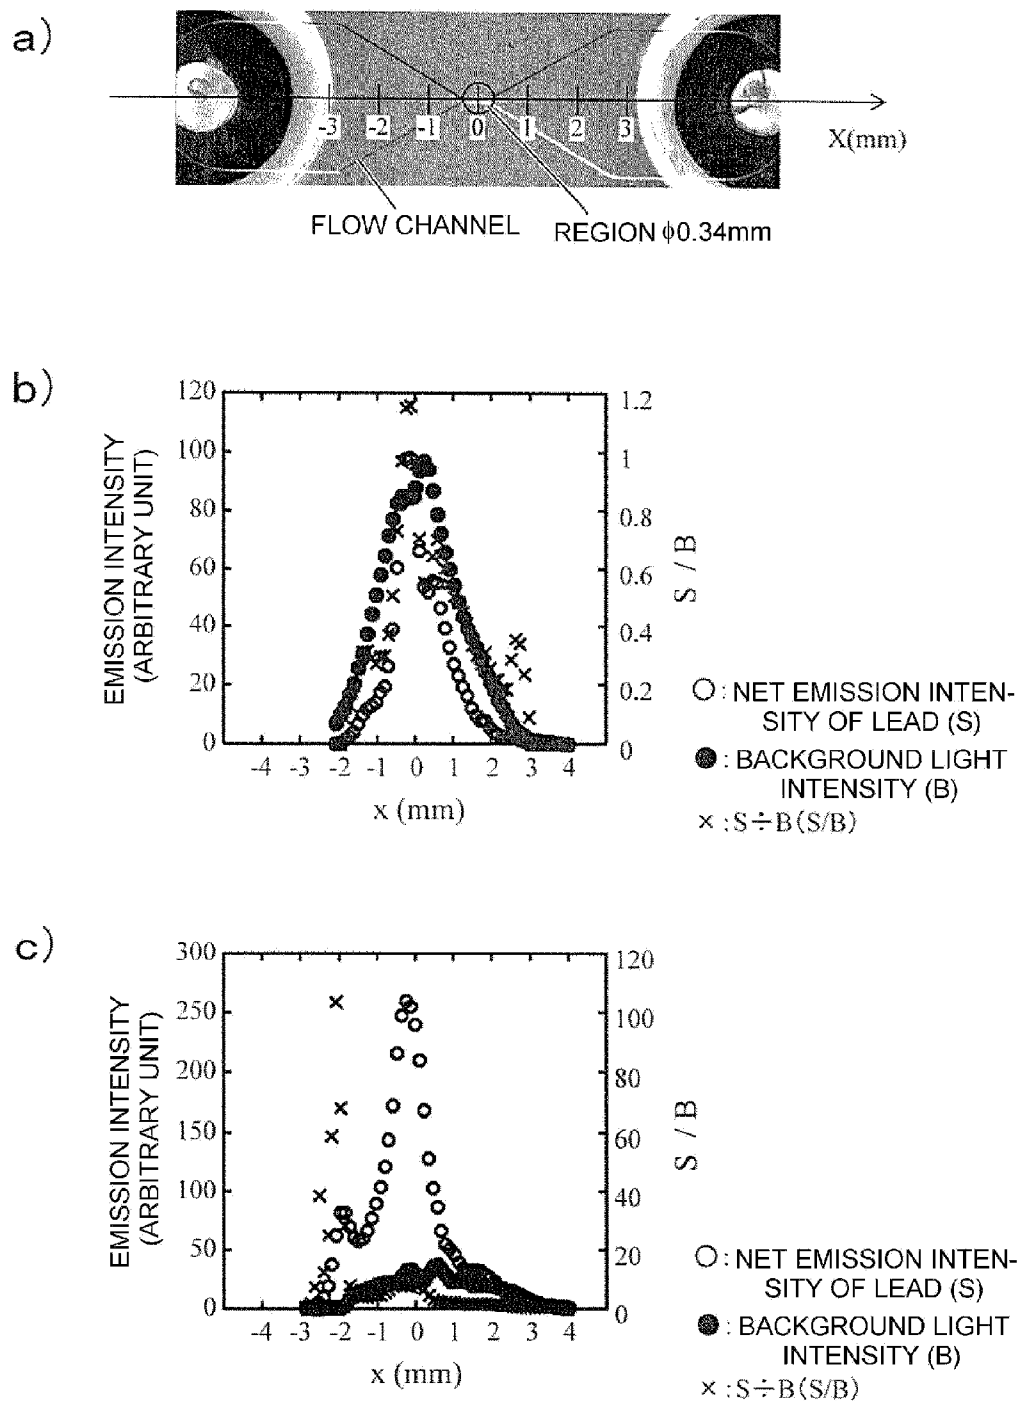 a)
-3 -2 -1 0 1 2 3
X(mm)
FLOW CHANNEL
REGION ϕ0.34mm
b)
EMISSION INTENSITY
(ARBITRARY UNIT)
120
100
80
60
40
20
0
1.2
1
0.8
0.6
0.4
0.2
0
S / B
-4 -3 -2 -1 0 1 2 3 4
x (mm)
○: NET EMISSION INTEN-
SITY OF LEAD (S)
●: BACKGROUND LIGHT
INTENSITY (B)
×:S÷B(S/B)
c)
EMISSION INTENSITY
(ARBITRARY UNIT)
300
250
200
150
100
50
0
120
100
80
60
40
20
0
S / B
-4 -3 -2 -1 0 1 2 3 4
x (mm)
○: NET EMISSION INTEN-
SITY OF LEAD (S)
●: BACKGROUND LIGHT
INTENSITY (B)
×:S÷B(S/B)